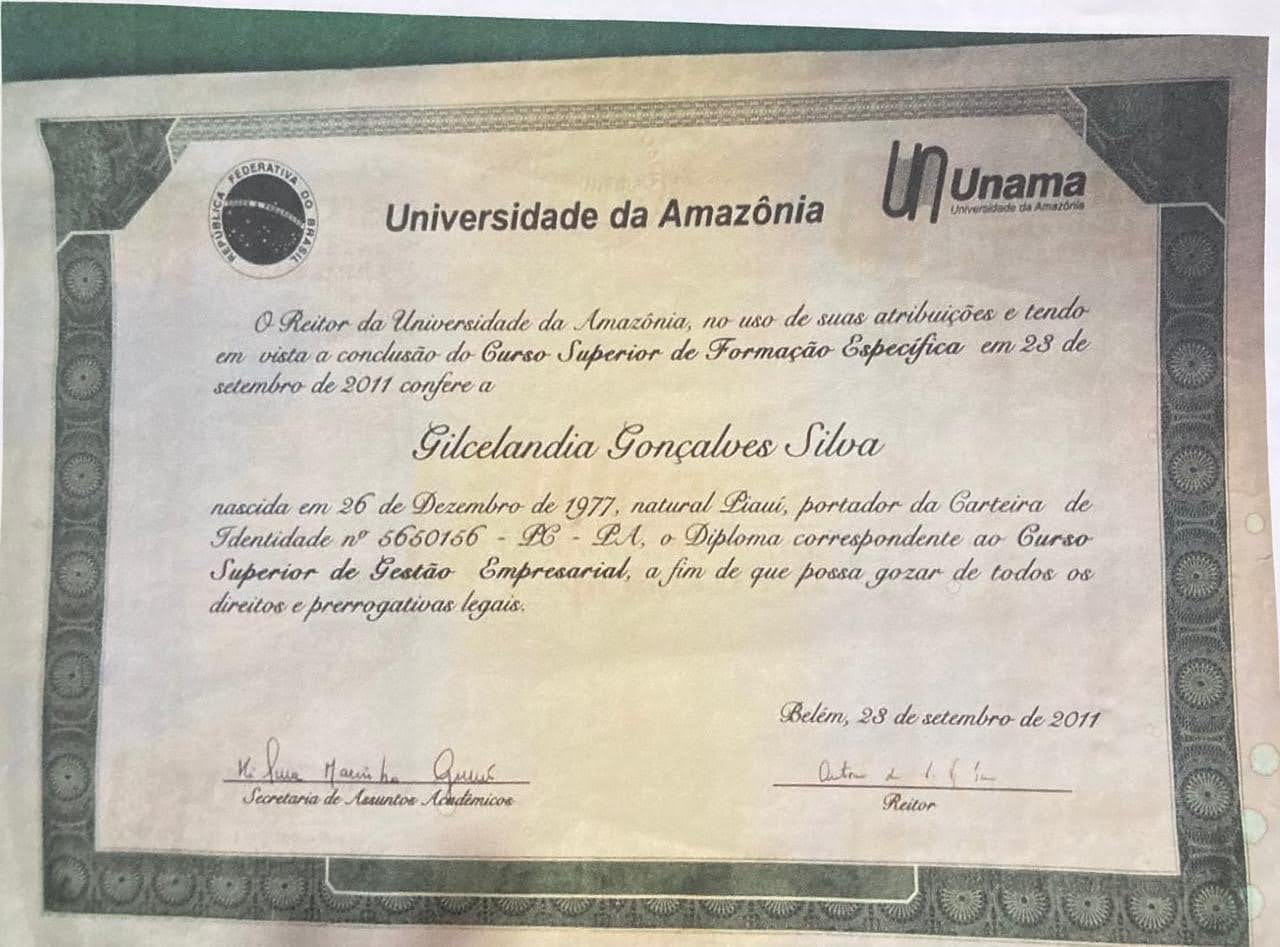 REPÚBLICA FEDERATIVA DO BRASIL
Universidade da Amazônia
Unama
Universidade da Amazônia
O Reitor da Universidade da Amazônia, no uso de suas atribuições e tendo
em vista a conclusão do Curso Superior de Formação Específica em 23 de
setembro de 2011 confere a
Gilcelandia Gonçalves Silva
nascida em 26 de Dezembro de 1977, natural Piauí, portador da Carteira de
Identidade nº 5650156 - PC - PA, o Diploma correspondente ao Curso
Superior de Gestão Empresarial, a fim de que possa gozar de todos os
direitos e prerrogativas legais.
Belém, 23 de setembro de 2011
Secretaria de Assuntos Acadêmicos
Reitor